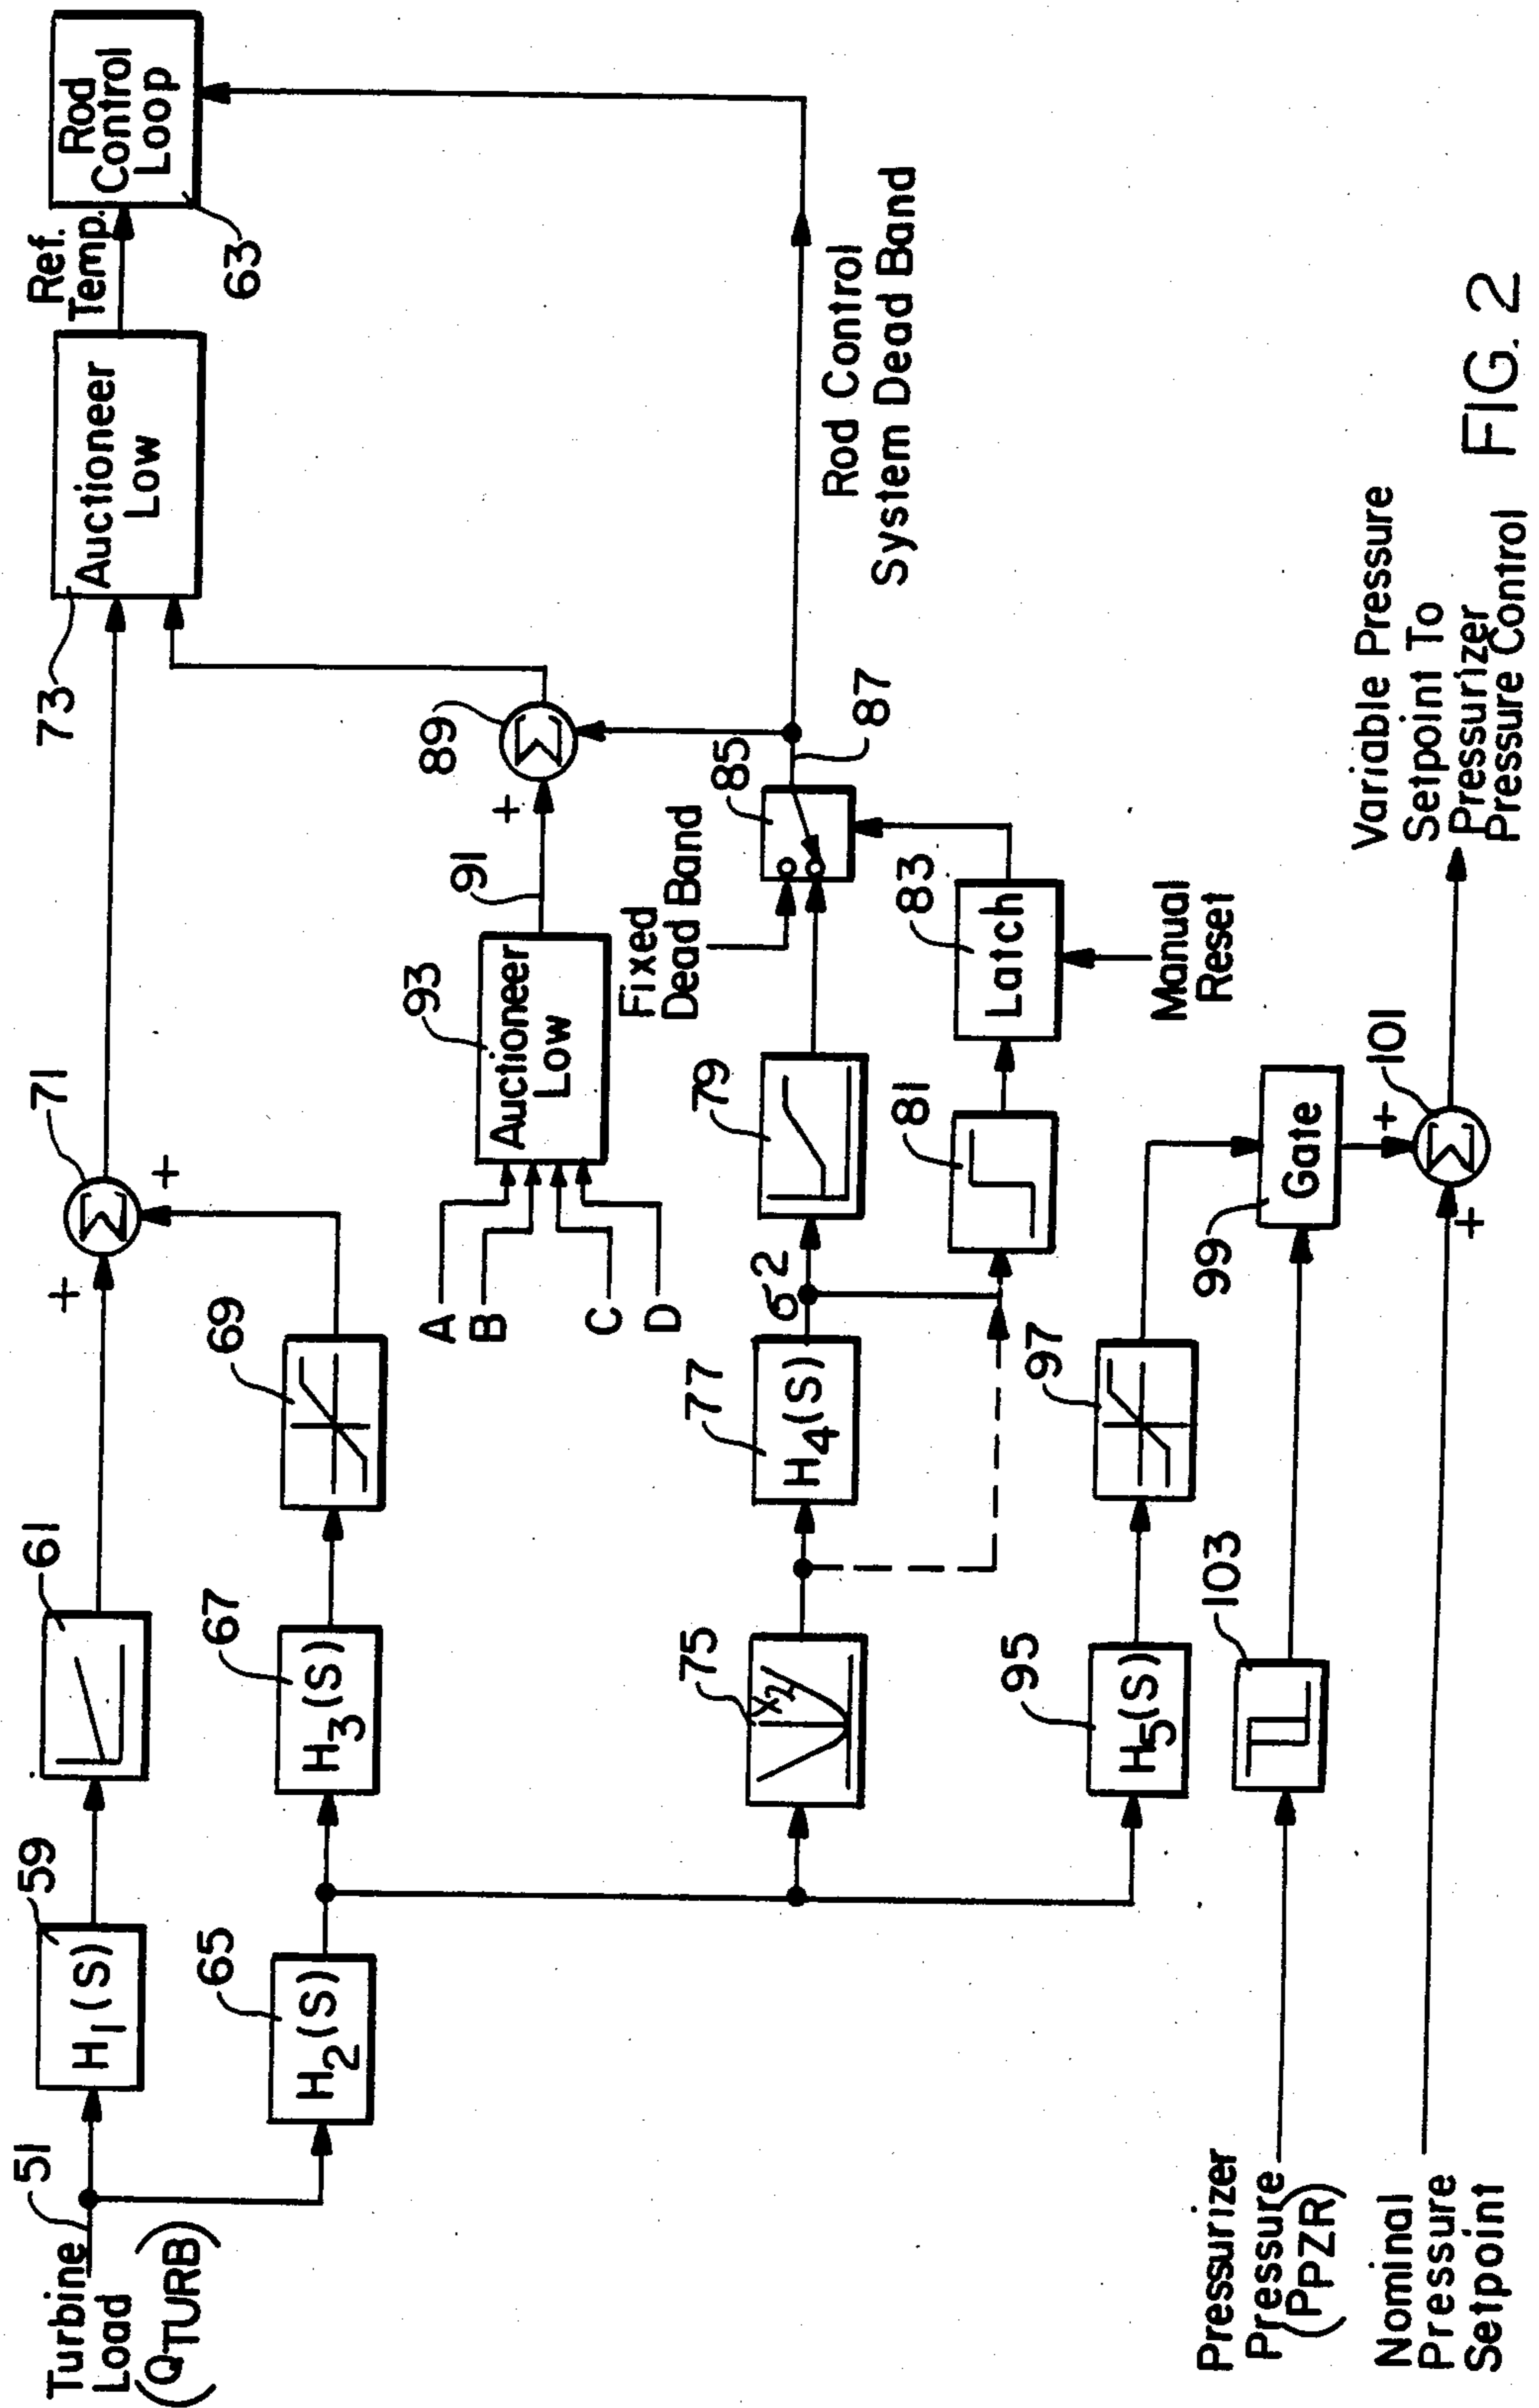 Turbine
Load
(QTURB)
51
59
H1(S)
61
71
+
+
Σ
73
Auctioneer
Low
Ref.
Temp.
Rod
Control
Loop
63
65
H2(S)
67
H3(S)
69
A
B
C
D
93
Auctioneer
Low
91
+
89
Σ
Fixed
Dead Band
75
X2
77
H4(S)
σ2
79
85
87
Rod Control
System Dead Band
81
83
Latch
Manual
Reset
95
H5(S)
97
Pressurizer
Pressure
(PPZR)
103
99
Gate
+
101
Σ
+
Nominal
Pressure
Setpoint
Variable Pressure
Setpoint To
Pressurizer
Pressure Control
FIG. 2